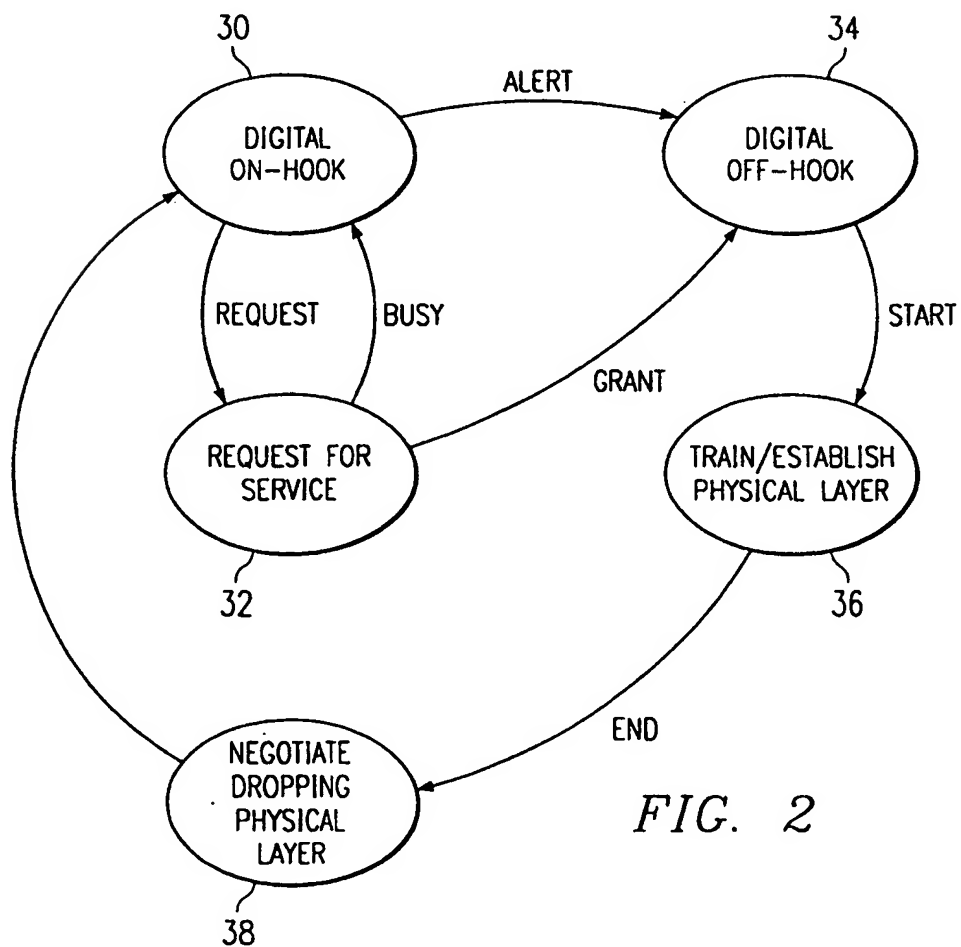 30
34
ALERT
DIGITAL
ON-HOOK
DIGITAL
OFF-HOOK
REQUEST
BUSY
START
GRANT
REQUEST FOR
SERVICE
TRAIN/ESTABLISH
PHYSICAL LAYER
32
36
END
NEGOTIATE
DROPPING
PHYSICAL
LAYER
FIG. 2
38